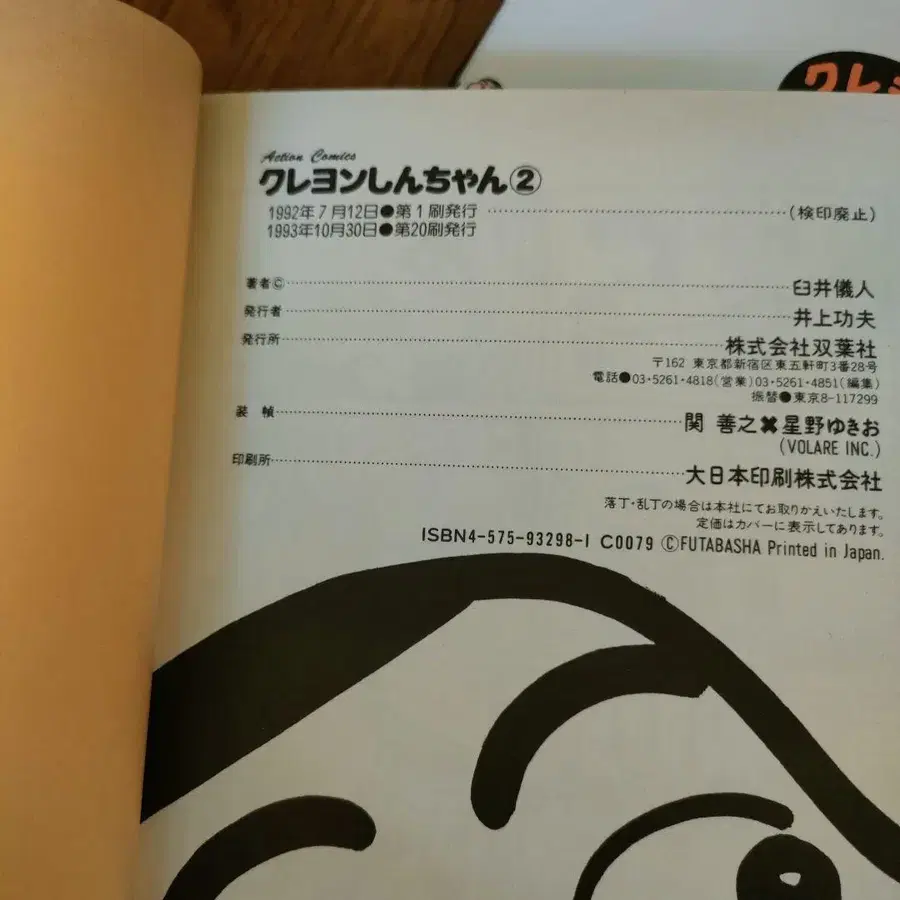 クレ
Action Comics
クレヨンしんちゃん②
1992年7月12日●第1刷発行……(検印廃止)
1993年10月30日●第20刷発行
著者©……臼井儀人
発行者……井上功夫
発行所……株式会社双葉社
〒162 東京都新宿区東五軒町3番28号
電話●03・5261・4818(営業)03・5261・4851(編集)
振替●東京8-117299
装幀……関 善之✖星野ゆきお
(VOLARE INC.)
印刷所……大日本印刷株式会社
落丁・乱丁の場合は本社にてお取りかえいたします。
定価はカバーに表示してあります。
ISBN4-575-93298-1 C0079 ©FUTABASHA Printed in Japan.